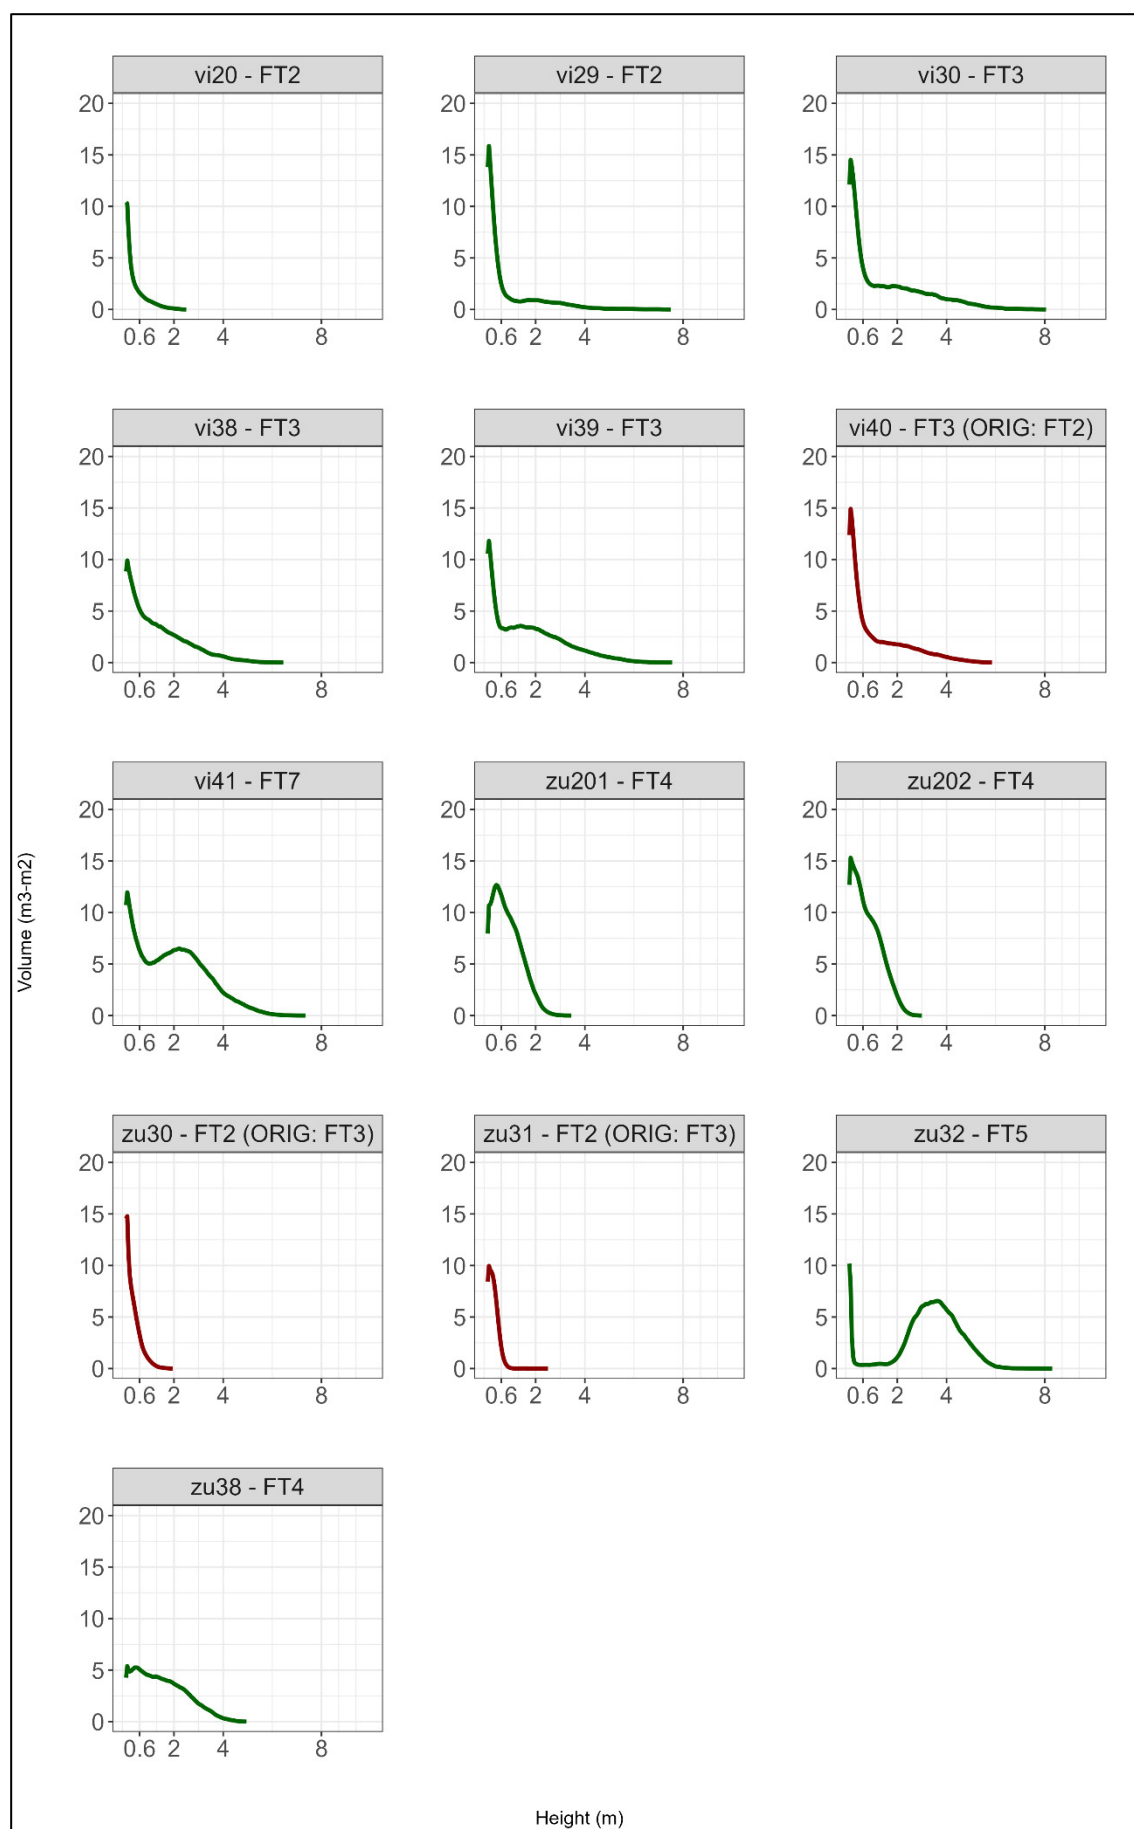 vi20 - FT2
vi29 - FT2
vi30 - FT3
20
15
10
5
0
0.6 2 4 8
20
15
10
5
0
0.6 2 4 8
20
15
10
5
0
0.6 2 4 8
vi38 - FT3
vi39 - FT3
vi40 - FT3 (ORIG: FT2)
20
15
10
5
0
0.6 2 4 8
20
15
10
5
0
0.6 2 4 8
20
15
10
5
0
0.6 2 4 8
Volume (m3-m2)
vi41 - FT7
zu201 - FT4
zu202 - FT4
20
15
10
5
0
0.6 2 4 8
20
15
10
5
0
0.6 2 4 8
20
15
10
5
0
0.6 2 4 8
zu30 - FT2 (ORIG: FT3)
zu31 - FT2 (ORIG: FT3)
zu32 - FT5
20
15
10
5
0
0.6 2 4 8
20
15
10
5
0
0.6 2 4 8
20
15
10
5
0
0.6 2 4 8
zu38 - FT4
20
15
10
5
0
0.6 2 4 8
Height (m)